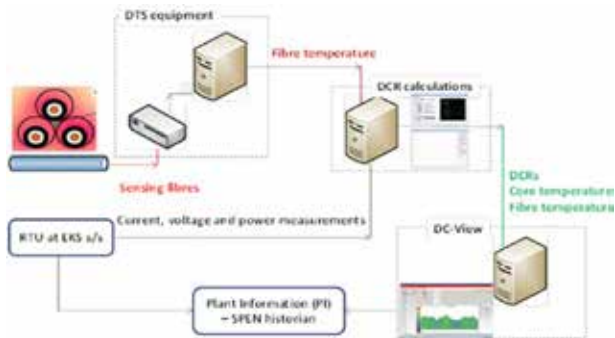 DTS equipment
Fibre temperature
DCR calculations
Sensing fibres
DCRs
Core temperature
Fibre temperature
Current, voltage and power measurements
RTU at EKS s/s
DC-View
Plant Information (PI)
– SPEN historian